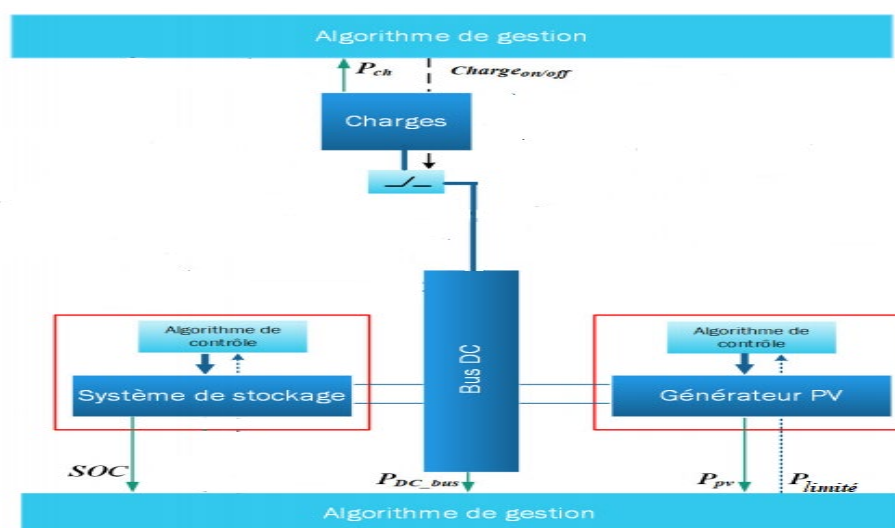 Algorithme de gestion
P_ch
Charge_on/off
Charges
Bus DC
Algorithme de contrôle
Système de stockage
Algorithme de contrôle
Générateur PV
SOC
P_DC_bus
P_pv
P_limité
Algorithme de gestion